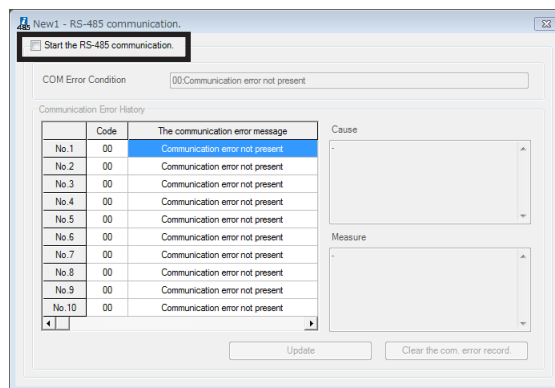 485
New1 - RS-485 communication.
Start the RS-485 communication.
COM Error Condition 00:Communication error not present
Communication Error History
Code The communication error message Cause
No.1 00 Communication error not present -
No.2 00 Communication error not present
No.3 00 Communication error not present
No.4 00 Communication error not present
No.5 00 Communication error not present
No.6 00 Communication error not present Measure
No.7 00 Communication error not present -
No.8 00 Communication error not present
No.9 00 Communication error not present
No.10 00 Communication error not present
Update Clear the com. error record.